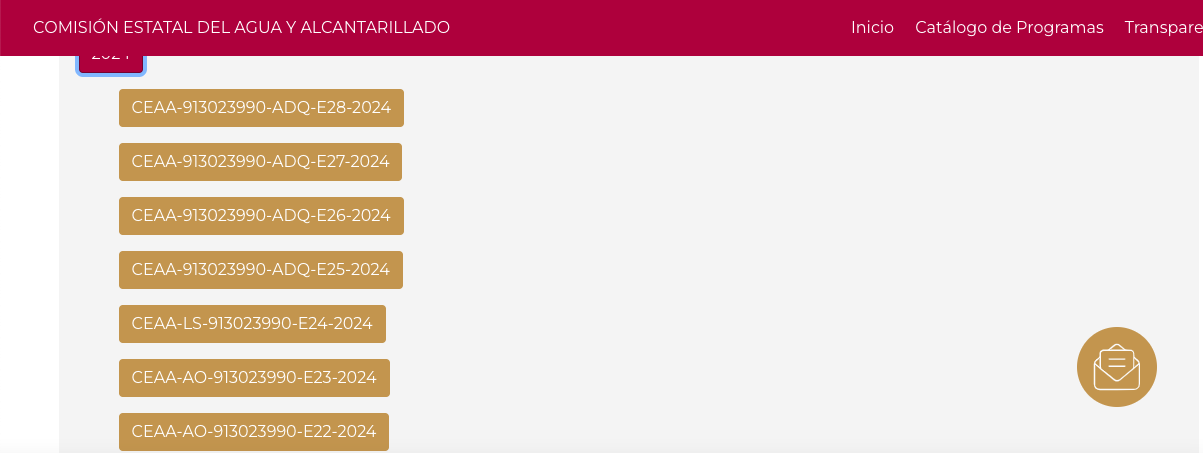 COMISIÓN ESTATAL DEL AGUA Y ALCANTARILLADO
Inicio Catálogo de Programas Transpare
2024
CEAA-913023990-ADQ-E28-2024
CEAA-913023990-ADQ-E27-2024
CEAA-913023990-ADQ-E26-2024
CEAA-913023990-ADQ-E25-2024
CEAA-LS-913023990-E24-2024
CEAA-AO-913023990-E23-2024
CEAA-AO-913023990-E22-2024